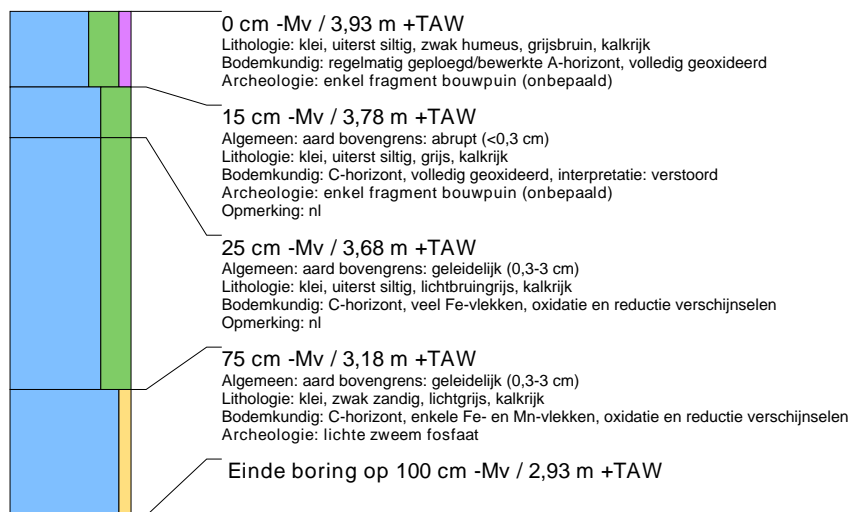 0 cm -Mv / 3,93 m +TAW
Lithologie: klei, uiterst siltig, zwak humeus, grijsbruin, kalkrijk
Bodemkundig: regelmatig geploegd/bewerkte A-horizont, volledig geoxideerd
Archeologie: enkel fragment bouwpuin (onbepaald)
15 cm -Mv / 3,78 m +TAW
Algemeen: aard bovengrens: abrupt (<0,3 cm)
Lithologie: klei, uiterst siltig, grijs, kalkrijk
Bodemkundig: C-horizont, volledig geoxideerd, interpretatie: verstoord
Archeologie: enkel fragment bouwpuin (onbepaald)
Opmerking: nl
25 cm -Mv / 3,68 m +TAW
Algemeen: aard bovengrens: geleidelijk (0,3-3 cm)
Lithologie: klei, uiterst siltig, lichtbruingrijs, kalkrijk
Bodemkundig: C-horizont, veel Fe-vlekken, oxidatie en reductie verschijnselen
Opmerking: nl
75 cm -Mv / 3,18 m +TAW
Algemeen: aard bovengrens: geleidelijk (0,3-3 cm)
Lithologie: klei, zwak zandig, lichtgrijs, kalkrijk
Bodemkundig: C-horizont, enkele Fe- en Mn-vlekken, oxidatie en reductie verschijnselen
Archeologie: lichte zweem fosfaat
Einde boring op 100 cm -Mv / 2,93 m +TAW